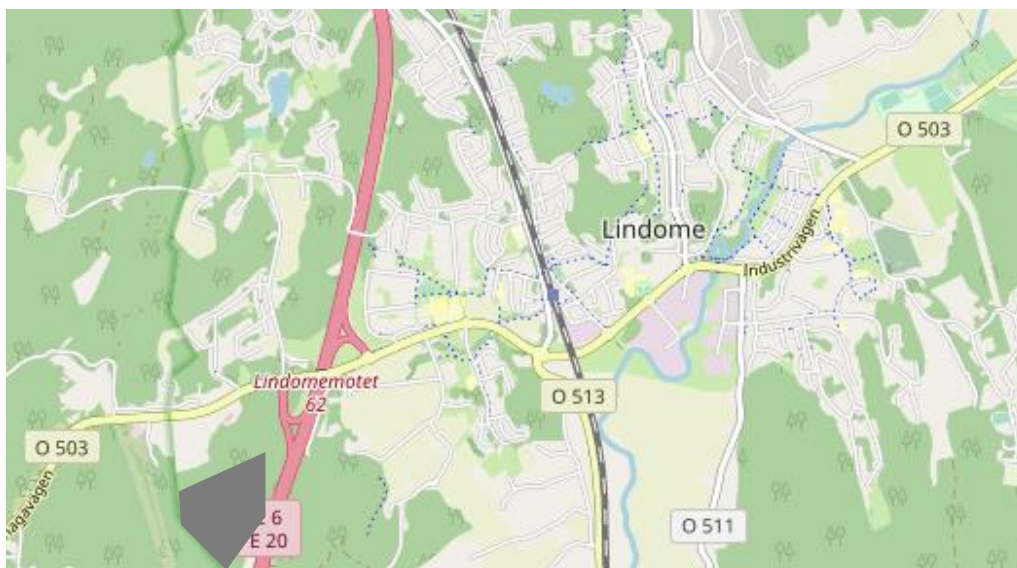 O 503
Lindome
Industrivägen
Lindomemotet
62
O 513
O 503
E 6
E 20
O 511